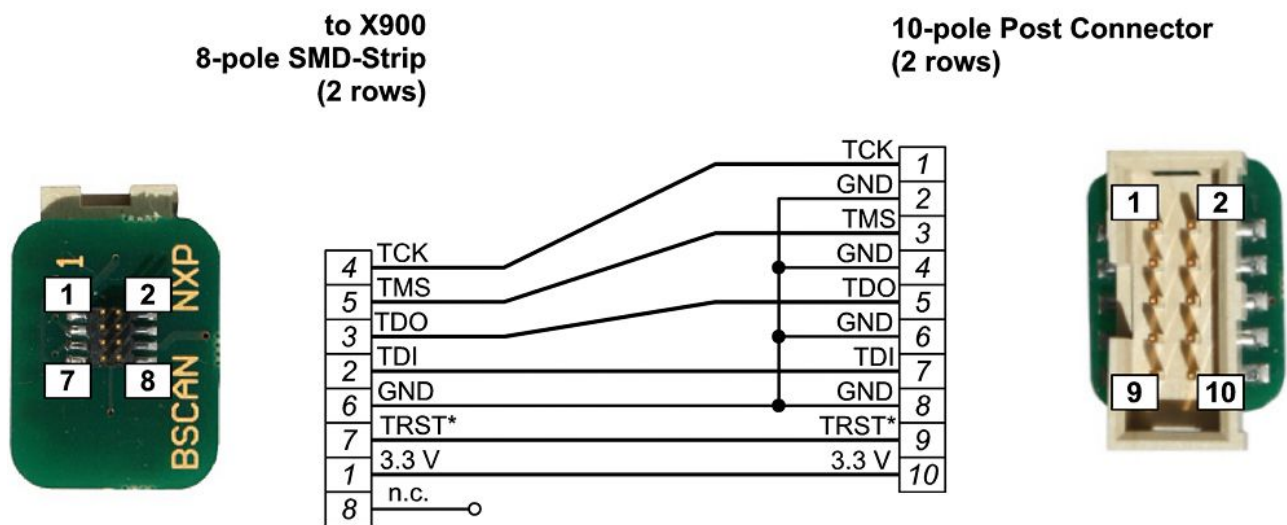 to X900
8-pole SMD-Strip
(2 rows)
10-pole Post Connector
(2 rows)
1
1
2
7
8
NXP
BSCAN
4 TCK
5 TMS
3 TDO
2 TDI
6 GND
7 TRST*
1 3.3 V
8 n.c.
TCK 1
GND 2
TMS 3
GND 4
TDO 5
GND 6
TDI 7
GND 8
TRST* 9
3.3 V 10
1
2
9
10